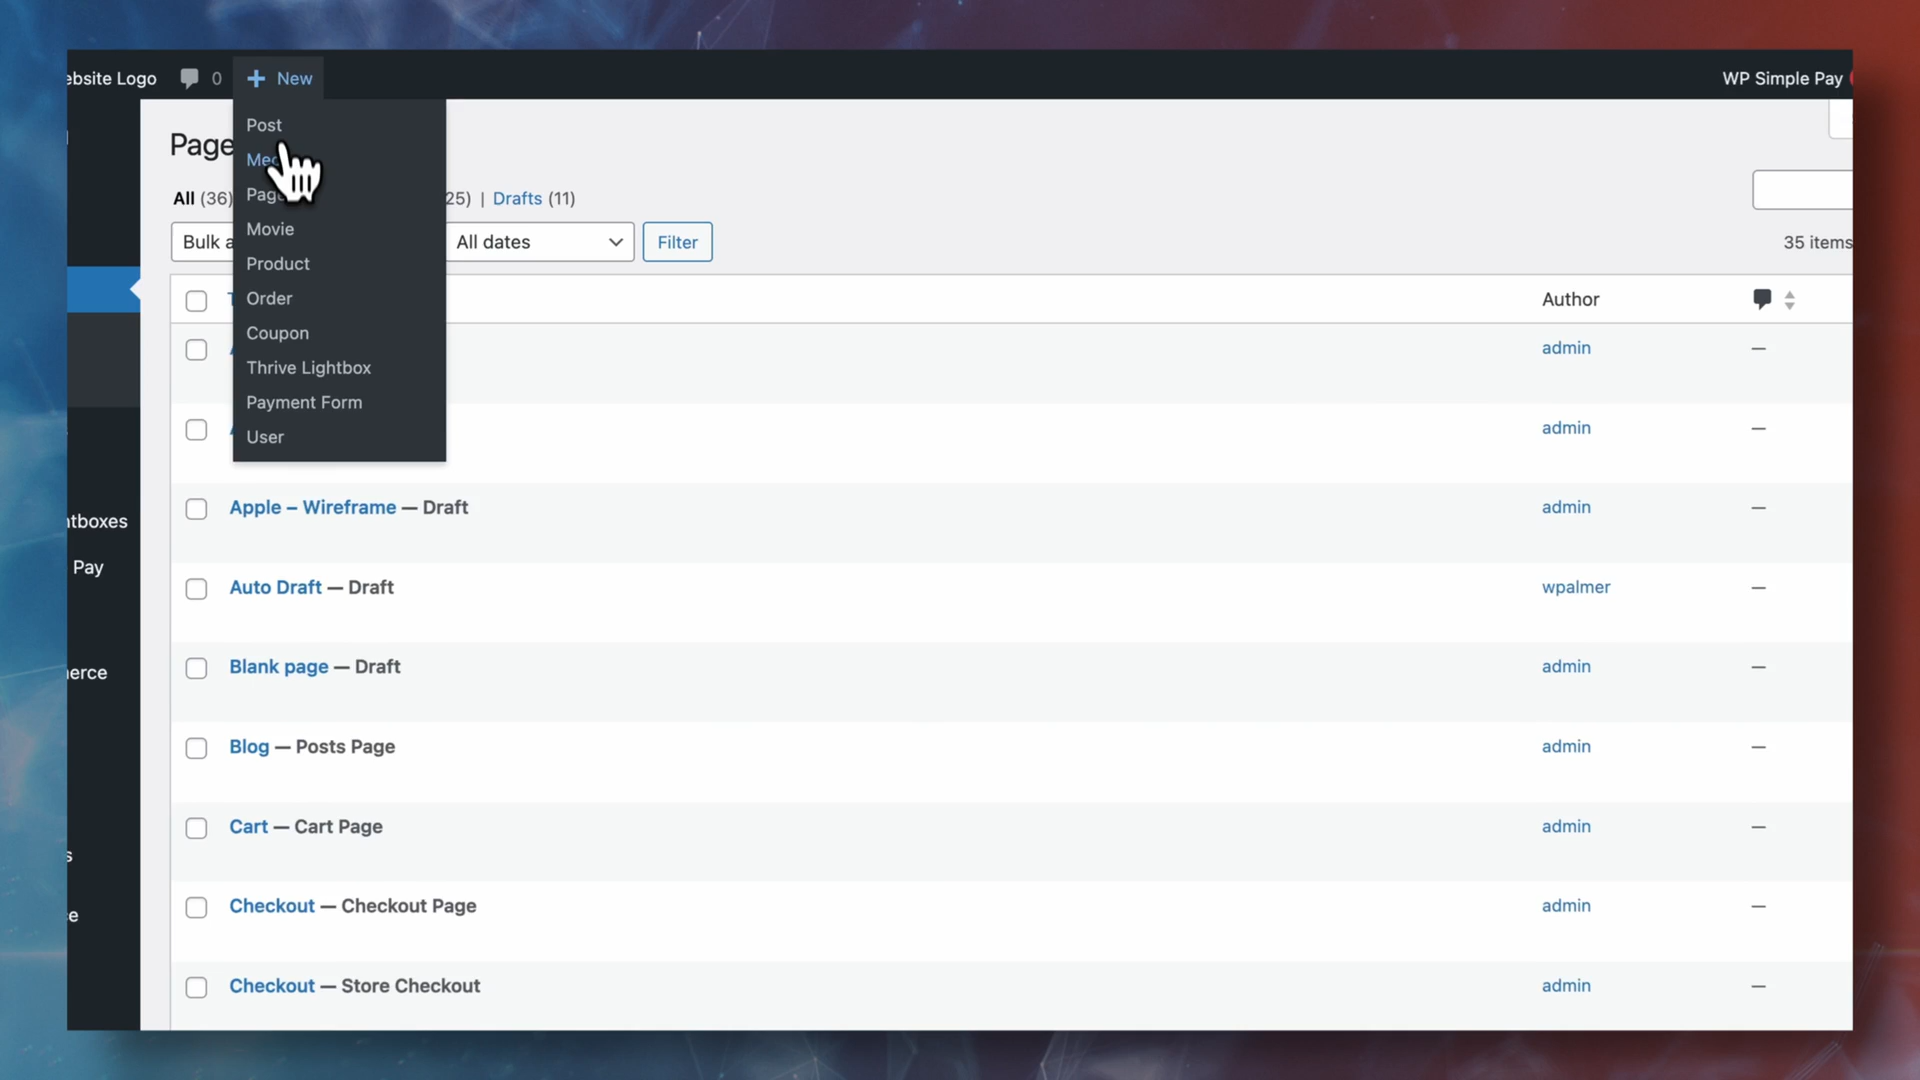 ebsite Logo 0 + New WP Simple Pay
Post
Page
Movie
Product
Order
Coupon
Thrive Lightbox
Payment Form
User
All (36) 25) | Drafts (11)
Bulk a All dates Filter 35 items
Author
admin —
admin —
Apple – Wireframe — Draft admin —
Auto Draft — Draft wpalmer —
Blank page — Draft admin —
Blog — Posts Page admin —
Cart — Cart Page admin —
Checkout — Checkout Page admin —
Checkout — Store Checkout admin —
ntboxes
Pay
erce
s
e